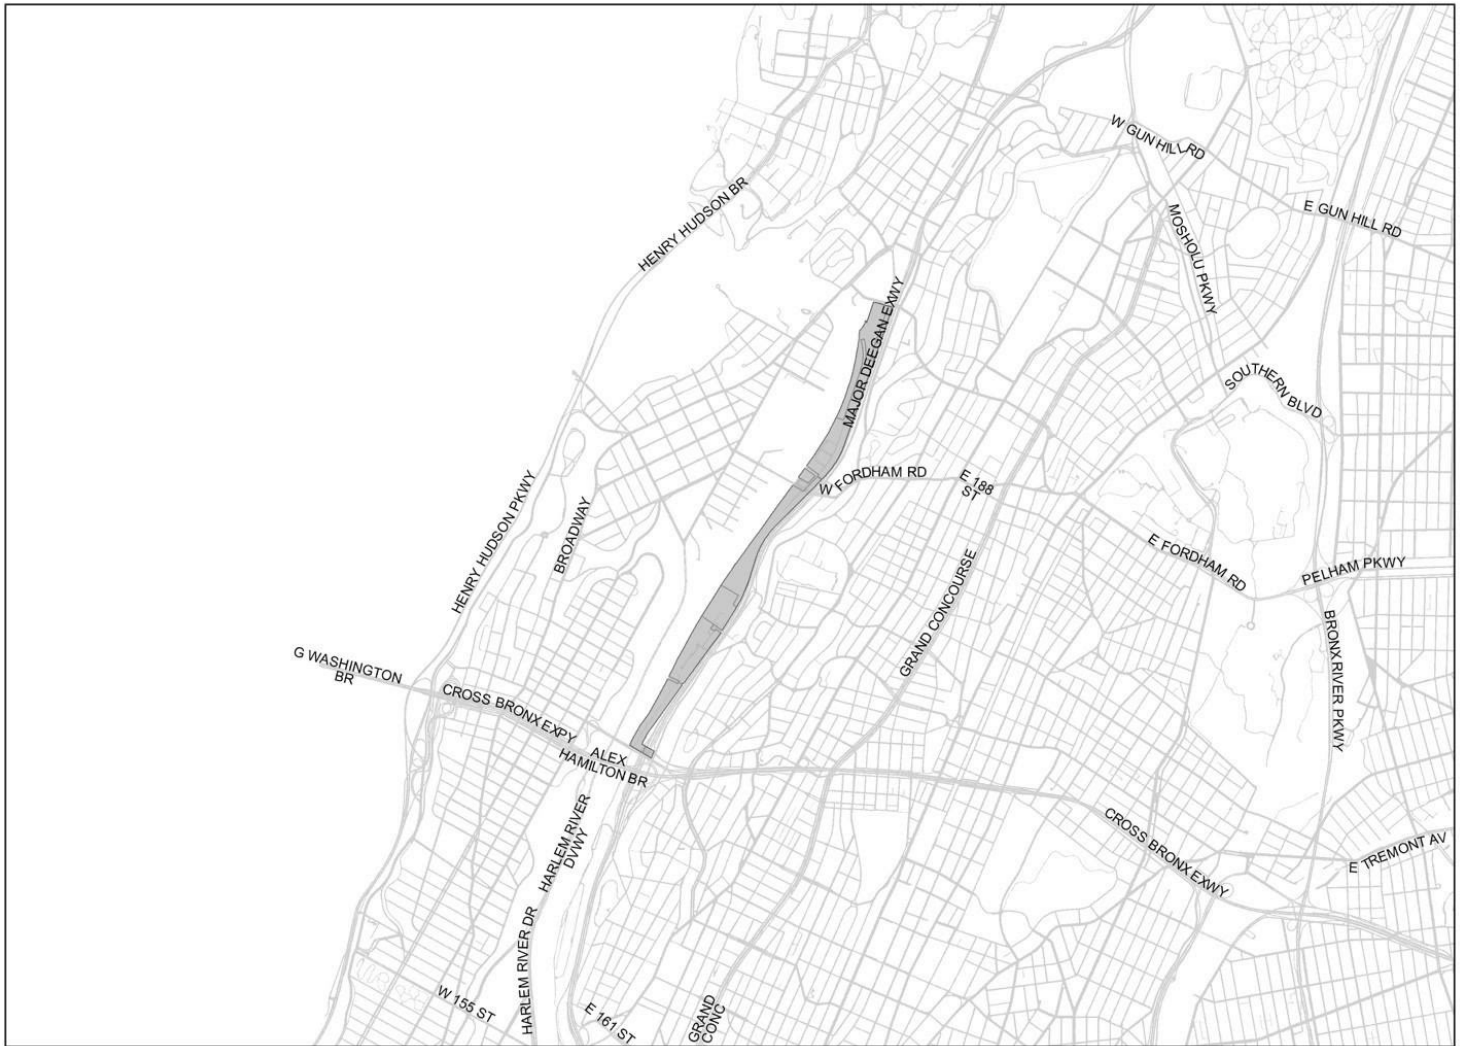 W GUN HILL RD
E GUN HILL RD
HENRY HUDSON BR
MOSHOLU PKWY
MAJOR DEEGAN EXWY
SOUTHERN BLVD
W FORDHAM RD
E 188
ST
HENRY HUDSON PKWY
BROADWAY
E FORDHAM RD
PELHAM PKWY
GRAND CONCOURSE
BRONX RIVER PKWY
G WASHINGTON
BR
CROSS BRONX EXPY
ALEX
HAMILTON BR
HARLEM RIVER
DVWY
CROSS BRONX EXWY
E TREMONT AV
HARLEM RIVER DR
W 155 ST
E 161 ST
GRAND
CONC